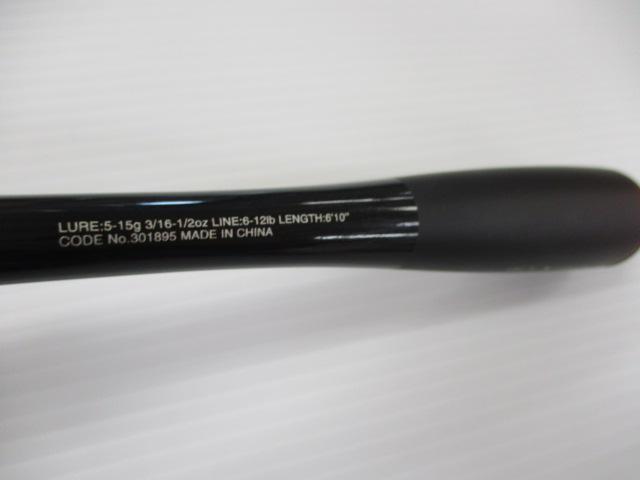 LURE:5-15g 3/16-1/2oz LINE:6-12lb LENGTH:6'10"
CODE No.301895 MADE IN CHINA